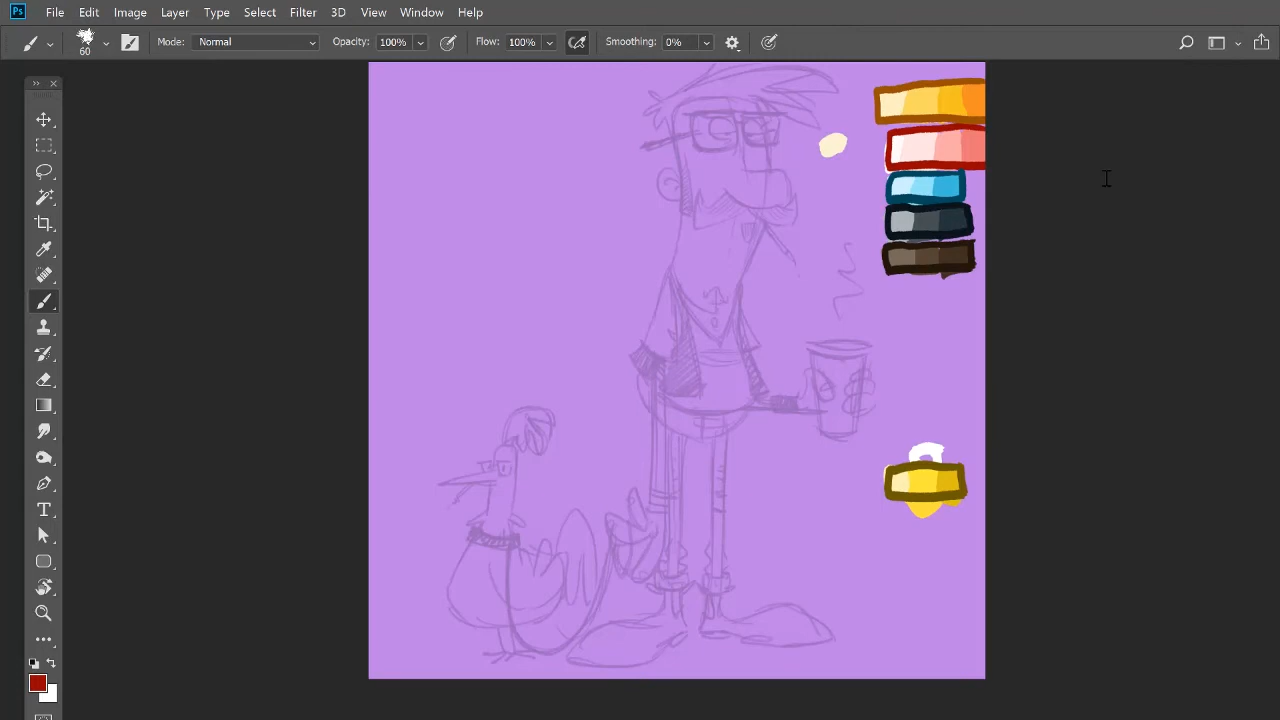 Ps File Edit Image Layer Type Select Filter 3D View Window Help
60 Mode: Normal Opacity: 100% Flow: 100% Smoothing: 0%